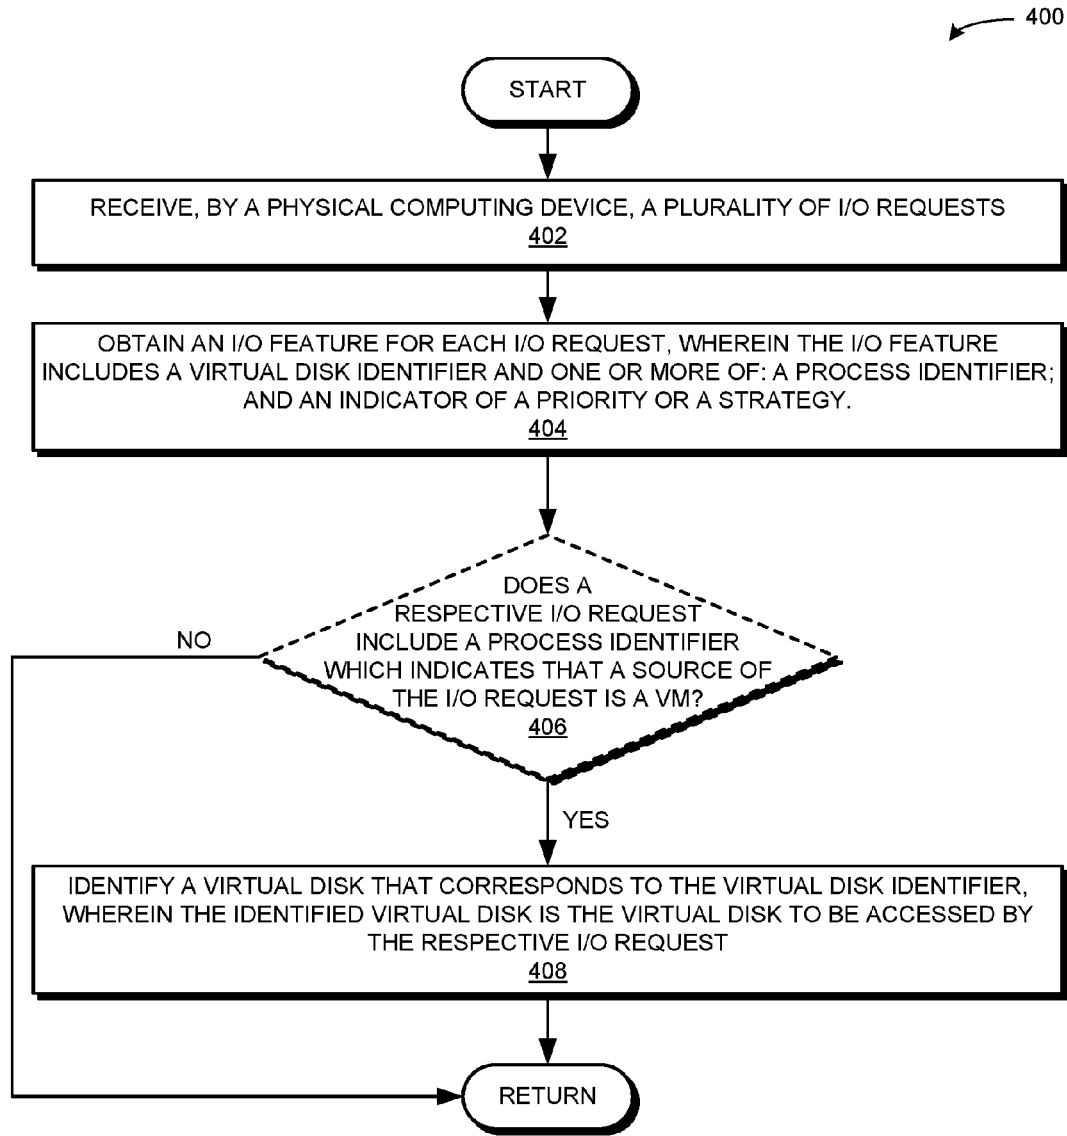 400
START
RECEIVE, BY A PHYSICAL COMPUTING DEVICE, A PLURALITY OF I/O REQUESTS
402
OBTAIN AN I/O FEATURE FOR EACH I/O REQUEST, WHEREIN THE I/O FEATURE
INCLUDES A VIRTUAL DISK IDENTIFIER AND ONE OR MORE OF: A PROCESS IDENTIFIER;
AND AN INDICATOR OF A PRIORITY OR A STRATEGY.
404
DOES A
RESPECTIVE I/O REQUEST
INCLUDE A PROCESS IDENTIFIER
WHICH INDICATES THAT A SOURCE OF
THE I/O REQUEST IS A VM?
406
NO
YES
IDENTIFY A VIRTUAL DISK THAT CORRESPONDS TO THE VIRTUAL DISK IDENTIFIER,
WHEREIN THE IDENTIFIED VIRTUAL DISK IS THE VIRTUAL DISK TO BE ACCESSED BY
THE RESPECTIVE I/O REQUEST
408
RETURN